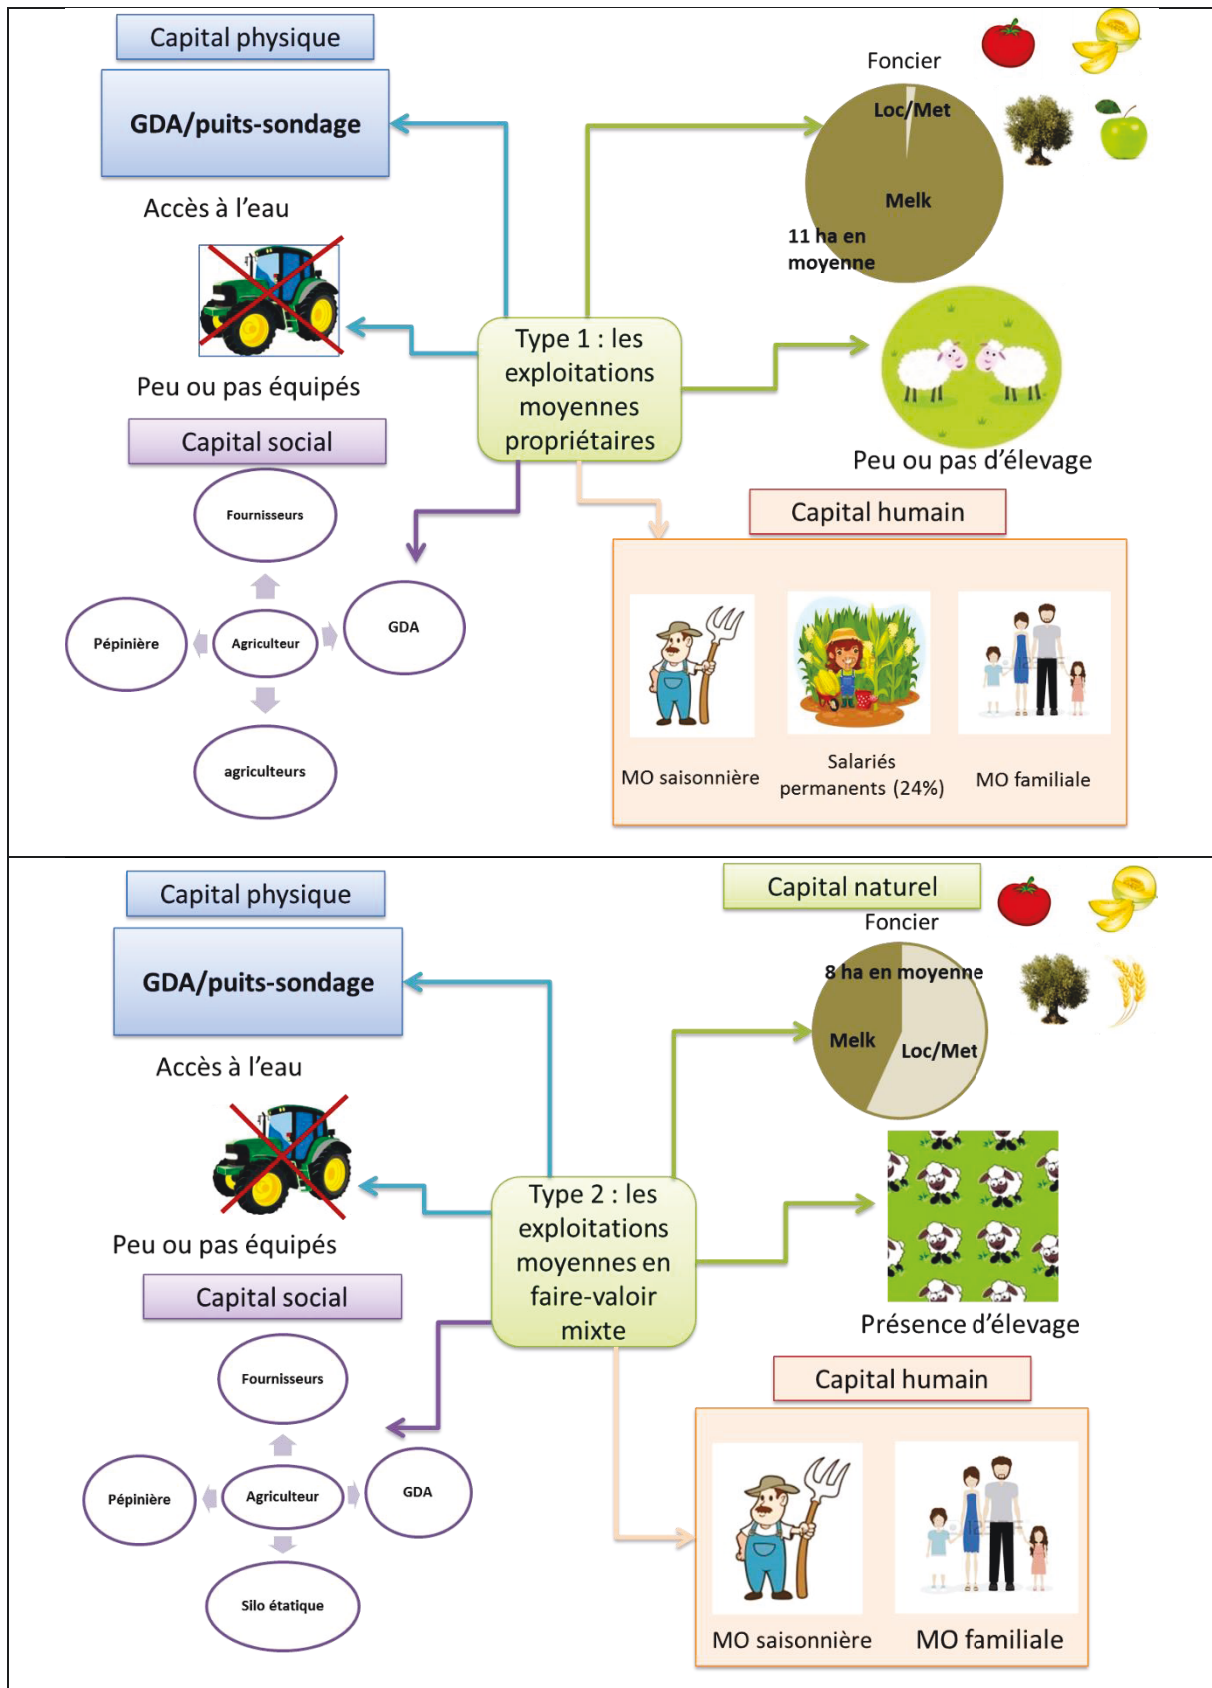 Capital physique
GDA/puits-sondage
Accès à l'eau
Peu ou pas équipés
Capital social
Fournisseurs
Pépinière
Agriculteur
GDA
agriculteurs
Type 1 : les
exploitations
moyennes
propriétaires
Foncier
Loc/Met
Melk
11 ha en
moyenne
Peu ou pas d'élevage
Capital humain
MO saisonnière
Salariés
permanents (24%)
MO familiale
Capital physique
GDA/puits-sondage
Accès à l'eau
Peu ou pas équipés
Capital social
Fournisseurs
Pépinière
Agriculteur
GDA
Silo étatique
Type 2 : les
exploitations
moyennes en
faire-valoir
mixte
Capital naturel
Foncier
8 ha en moyenne
Melk
Loc/Met
Présence d'élevage
Capital humain
MO saisonnière
MO familiale